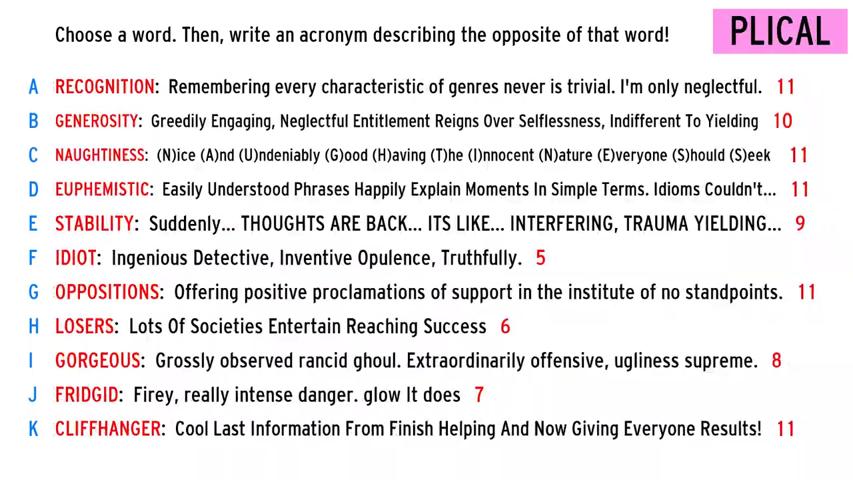 Choose a word. Then, write an acronym describing the opposite of that word!
PLICAL
A RECOGNITION: Remembering every characteristic of genres never is trivial. I'm only neglectful. 11
B GENEROSITY: Greedily Engaging, Neglectful Entitlement Reigns Over Selflessness, Indifferent To Yielding 10
C NAUGHTINESS: (N)ice (A)nd (U)ndeniably (G)ood (H)aving (T)he (I)nnocent (N)ature (E)veryone (S)hould (S)eek 11
D EUPHEMISTIC: Easily Understood Phrases Happily Explain Moments In Simple Terms. Idioms Couldn't... 11
E STABILITY: Suddenly... THOUGHTS ARE BACK... ITS LIKE... INTERFERING, TRAUMA YIELDING... 9
F IDIOT: Ingenious Detective, Inventive Opulence, Truthfully. 5
G OPPOSITIONS: Offering positive proclamations of support in the institute of no standpoints. 11
H LOSERS: Lots Of Societies Entertain Reaching Success 6
I GORGEOUS: Grossly observed rancid ghoul. Extraordinarily offensive, ugliness supreme. 8
J FRIDGID: Firey, really intense danger. glow It does 7
K CLIFFHANGER: Cool Last Information From Finish Helping And Now Giving Everyone Results! 11